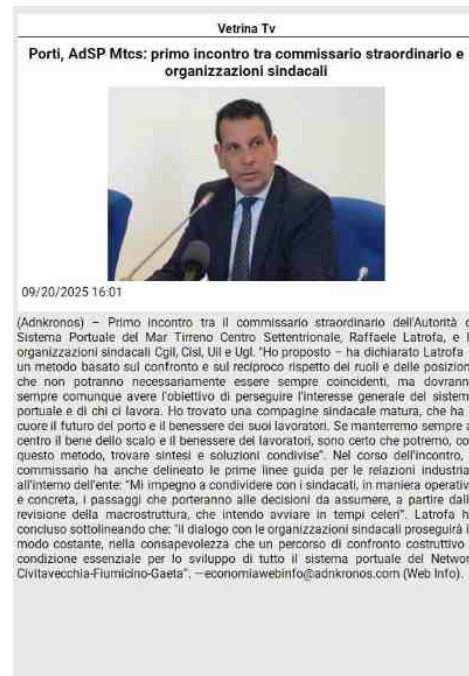 Vetrina Tv
Porti, AdSP Mtcs: primo incontro tra commissario straordinario e
organizzazioni sindacali
09/20/2025 16:01
(Adnkronos) – Primo incontro tra il commissario straordinario dell'Autorità d
Sistema Portuale del Mar Tirreno Centro Settentrionale, Raffaele Latrofa, e l
organizzazioni sindacali Cgil, Cisl, Uil e Ugl. "Ho proposto – ha dichiarato Latrofa
un metodo basato sul confronto e sul reciproco rispetto dei ruoli e delle posizion
che non potranno necessariamente essere sempre coincidenti, ma dovrann
sempre comunque avere l'obiettivo di perseguire l'interesse generale del sistem
portuale e di chi ci lavora. Ho trovato una compagine sindacale matura, che ha
cuore il futuro del porto e il benessere dei suoi lavoratori. Se manterremo sempre a
centro il bene dello scalo e il benessere dei lavoratori, sono certo che potremo, co
questo metodo, trovare sintesi e soluzioni condivise". Nel corso dell'incontro,
commissario ha anche delineato le prime linee guida per le relazioni industria
all'interno dell'ente: "Mi impegno a condividere con i sindacati, in maniera operativ
e concreta, i passaggi che porteranno alle decisioni da assumere, a partire dall
revisione della macrostruttura, che intendo avviare in tempi celeri". Latrofa h
concluso sottolineando che: "il dialogo con le organizzazioni sindacali proseguirà i
modo costante, nella consapevolezza che un percorso di confronto costruttivo
condizione essenziale per lo sviluppo di tutto il sistema portuale del Networ
Civitavecchia-Fiumicino-Gaeta". —economiawebinfo@adnkronos.com (Web Info).